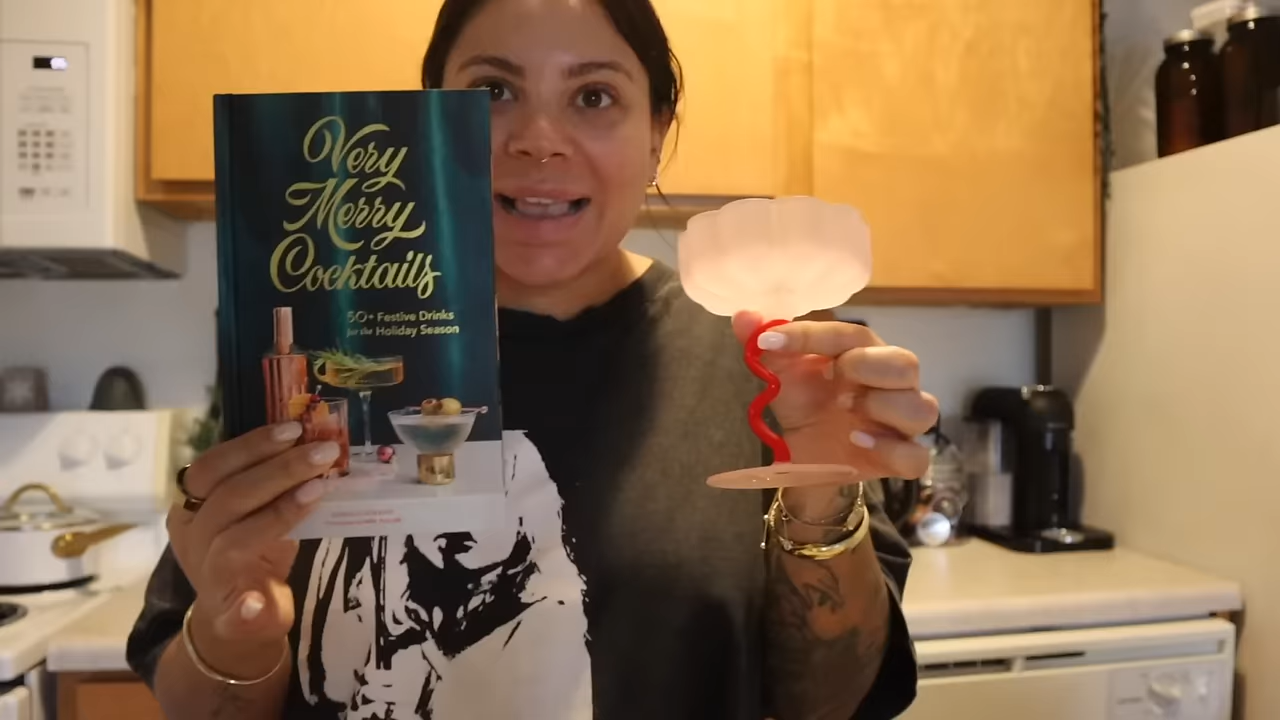 Very
Merry
Cocktails
50+ Festive Drinks
for the Holiday Season